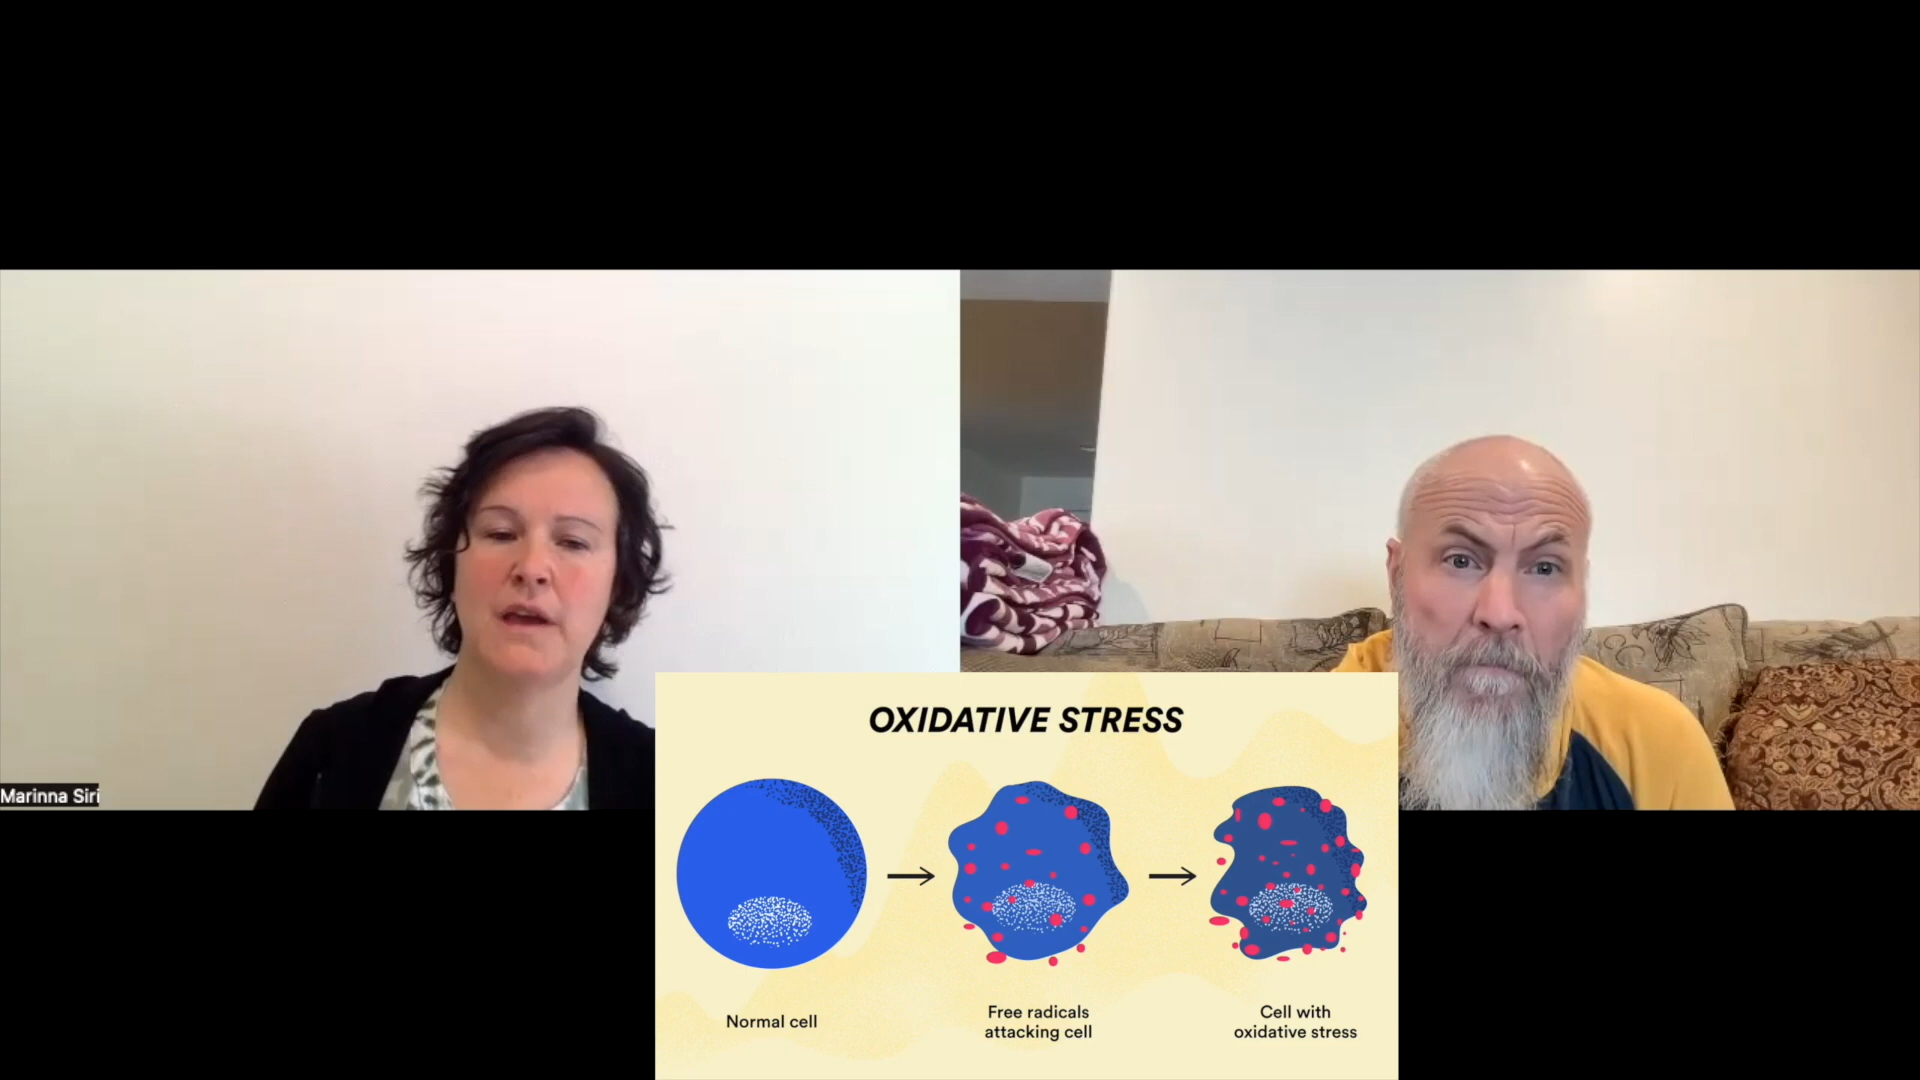 Marinna Siri
OXIDATIVE STRESS
Normal cell
Free radicals
attacking cell
Cell with
oxidative stress